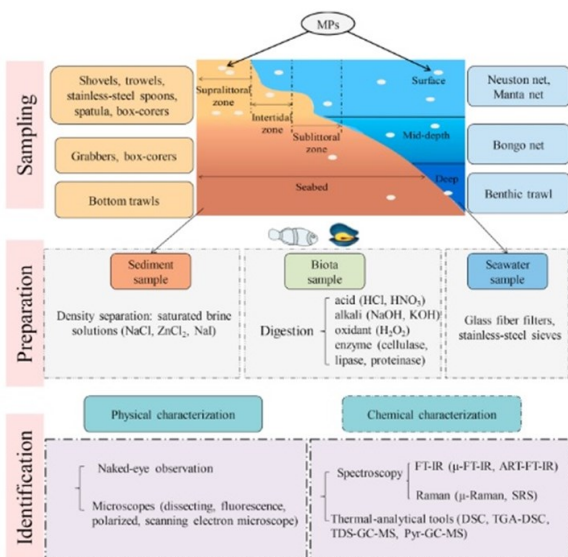 MPs
Sampling
Shovels, trowels,
stainless-steel spoons,
spatula, box-corers
Grabbers, box-corers
Bottom trawls
Supralittoral
zone
Intertidal
zone
Sublittoral
zone
Seabed
Surface
Mid-depth
Deep
Neuston net,
Manta net
Bongo net
Benthic trawl
Preparation
Sediment
sample
Density separation: saturated brine
solutions (NaCl, ZnCl₂, NaI)
Biota
sample
Digestion
acid (HCl, HNO₃)
alkali (NaOH, KOH)
oxidant (H₂O₂)
enzyme (cellulase,
lipase, proteinase)
Seawater
sample
Glass fiber filters,
stainless-steel sieves
Identification
Physical characterization
Naked-eye observation
Microscopes (dissecting, fluorescence,
polarized, scanning electron microscope)
Chemical characterization
Spectroscopy
FT-IR (μ-FT-IR, ART-FT-IR)
Raman (μ-Raman, SRS)
Thermal-analytical tools (DSC, TGA-DSC,
TDS-GC-MS, Pyr-GC-MS)